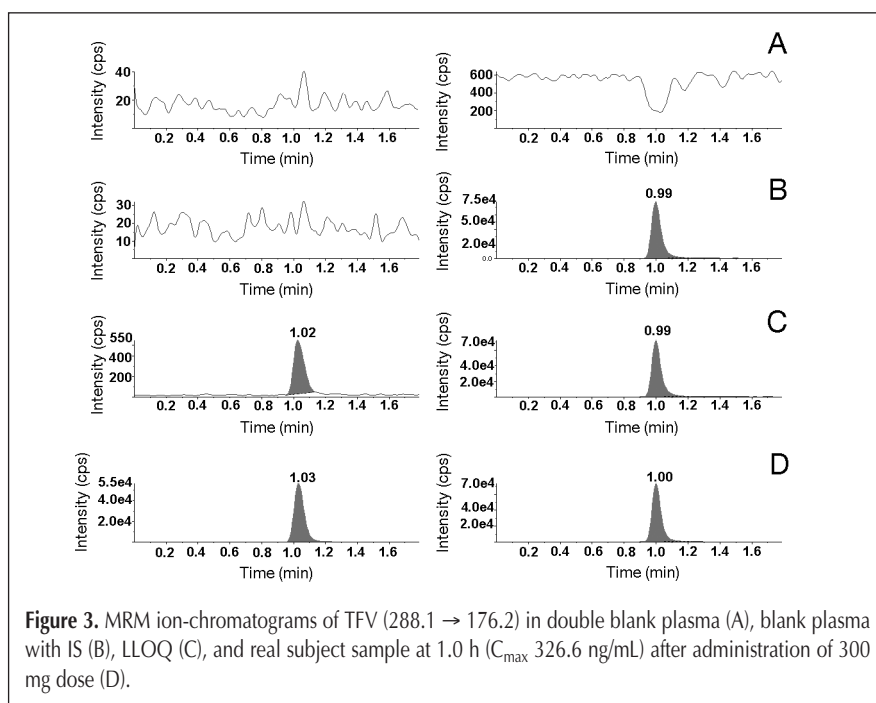 A
Intensity (cps)
40
20
0.2 0.4 0.6 0.8 1.0 1.2 1.4 1.6
Time (min)
Intensity (cps)
600
400
200
0.2 0.4 0.6 0.8 1.0 1.2 1.4 1.6
Time (min)
B
Intensity (cps)
30
20
10
0.2 0.4 0.6 0.8 1.0 1.2 1.4 1.6
Time (min)
0.99
Intensity (cps)
7.5e4
5.0e4
2.0e4
0.0
0.2 0.4 0.6 0.8 1.0 1.2 1.4 1.6
Time (min)
C
1.02
Intensity (cps)
550
400
200
0.2 0.4 0.6 0.8 1.0 1.2 1.4 1.6
Time (min)
0.99
Intensity (cps)
7.0e4
4.0e4
2.0e4
0.2 0.4 0.6 0.8 1.0 1.2 1.4 1.6
Time (min)
D
1.03
Intensity (cps)
5.5e4
4.0e4
2.0e4
0.2 0.4 0.6 0.8 1.0 1.2 1.4 1.6
Time (min)
1.00
Intensity (cps)
7.0e4
4.0e4
2.0e4
0.2 0.4 0.6 0.8 1.0 1.2 1.4 1.6
Time (min)
Figure 3. MRM ion-chromatograms of TFV (288.1 → 176.2) in double blank plasma (A), blank plasma
with IS (B), LLOQ (C), and real subject sample at 1.0 h (Cmax 326.6 ng/mL) after administration of 300
mg dose (D).